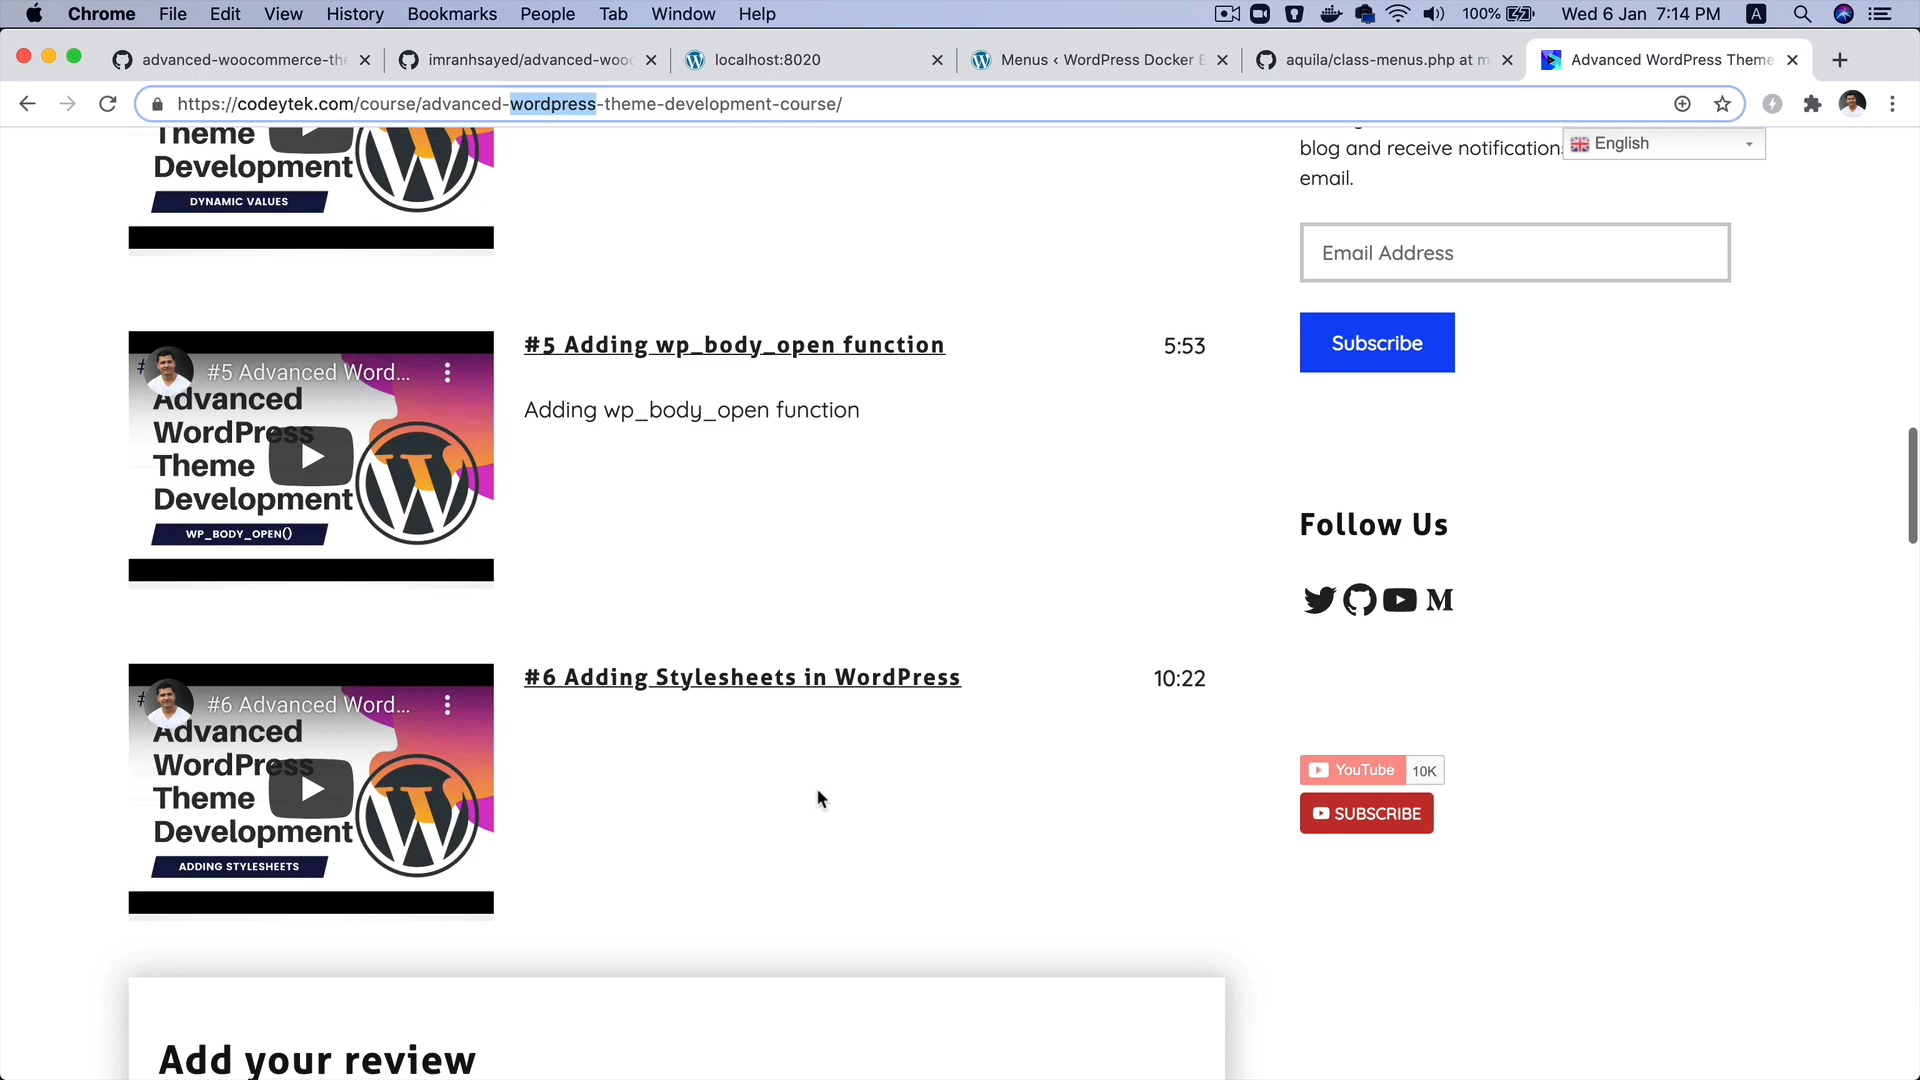 Chrome File Edit View History Bookmarks People Tab Window Help 100% Wed 6 Jan 7:14 PM A
advanced-woocommerce-the
imranhsayed/advanced-wooc
localhost:8020
Menus ‹ WordPress Docker E
aquila/class-menus.php at m
Advanced WordPress Theme
https://codeytek.com/course/advanced-wordpress-theme-development-course/
Theme
Development
DYNAMIC VALUES
blog and receive notification
English
email.
Email Address
Subscribe
#5 Adding wp_body_open function 5:53
Adding wp_body_open function
#5 Advanced Word...
Advanced
WordPress
Theme
Development
WP_BODY_OPEN()
Follow Us
#6 Adding Stylesheets in WordPress 10:22
#6 Advanced Word...
Advanced
WordPress
Theme
Development
ADDING STYLESHEETS
YouTube 10K
SUBSCRIBE
Add your review